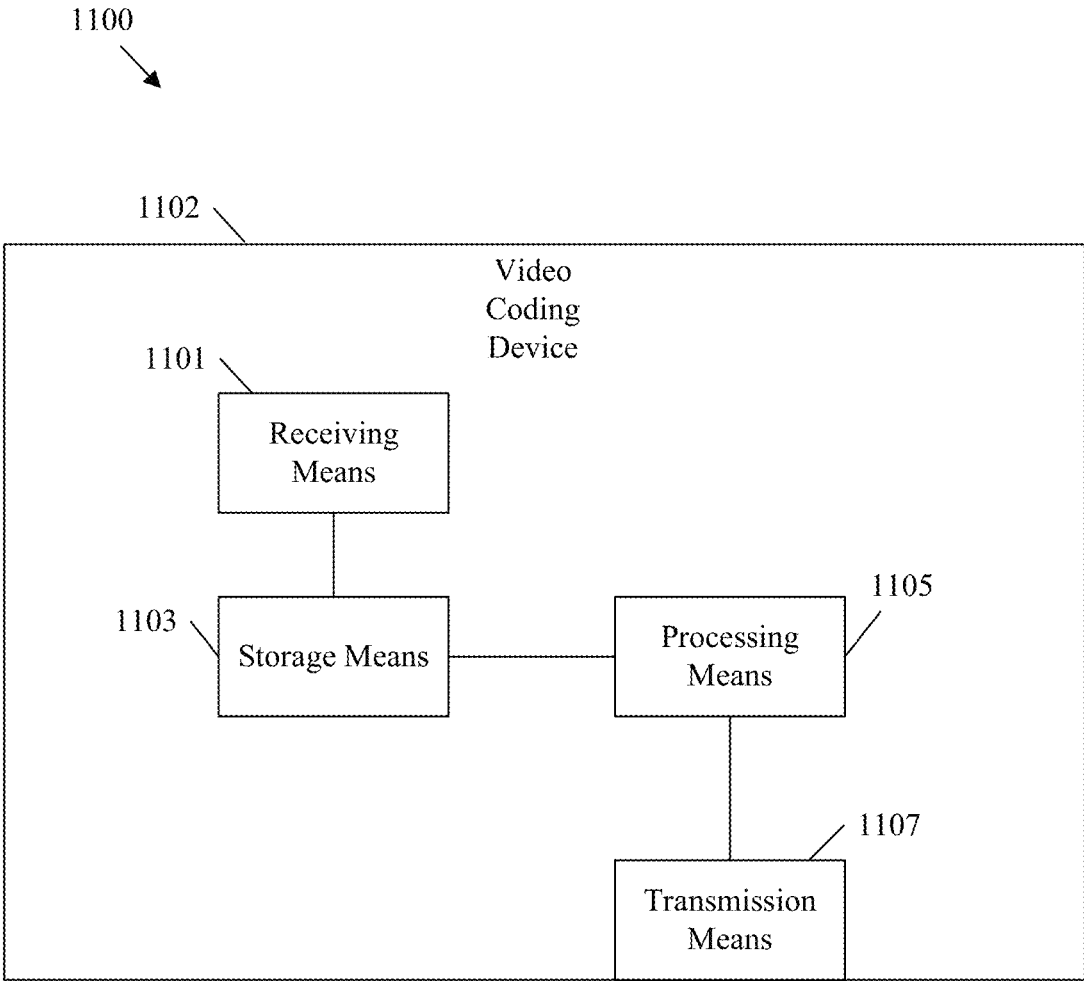 1100
1102
Video
Coding
Device
1101
Receiving
Means
1103
Storage Means
1105
Processing
Means
1107
Transmission
Means